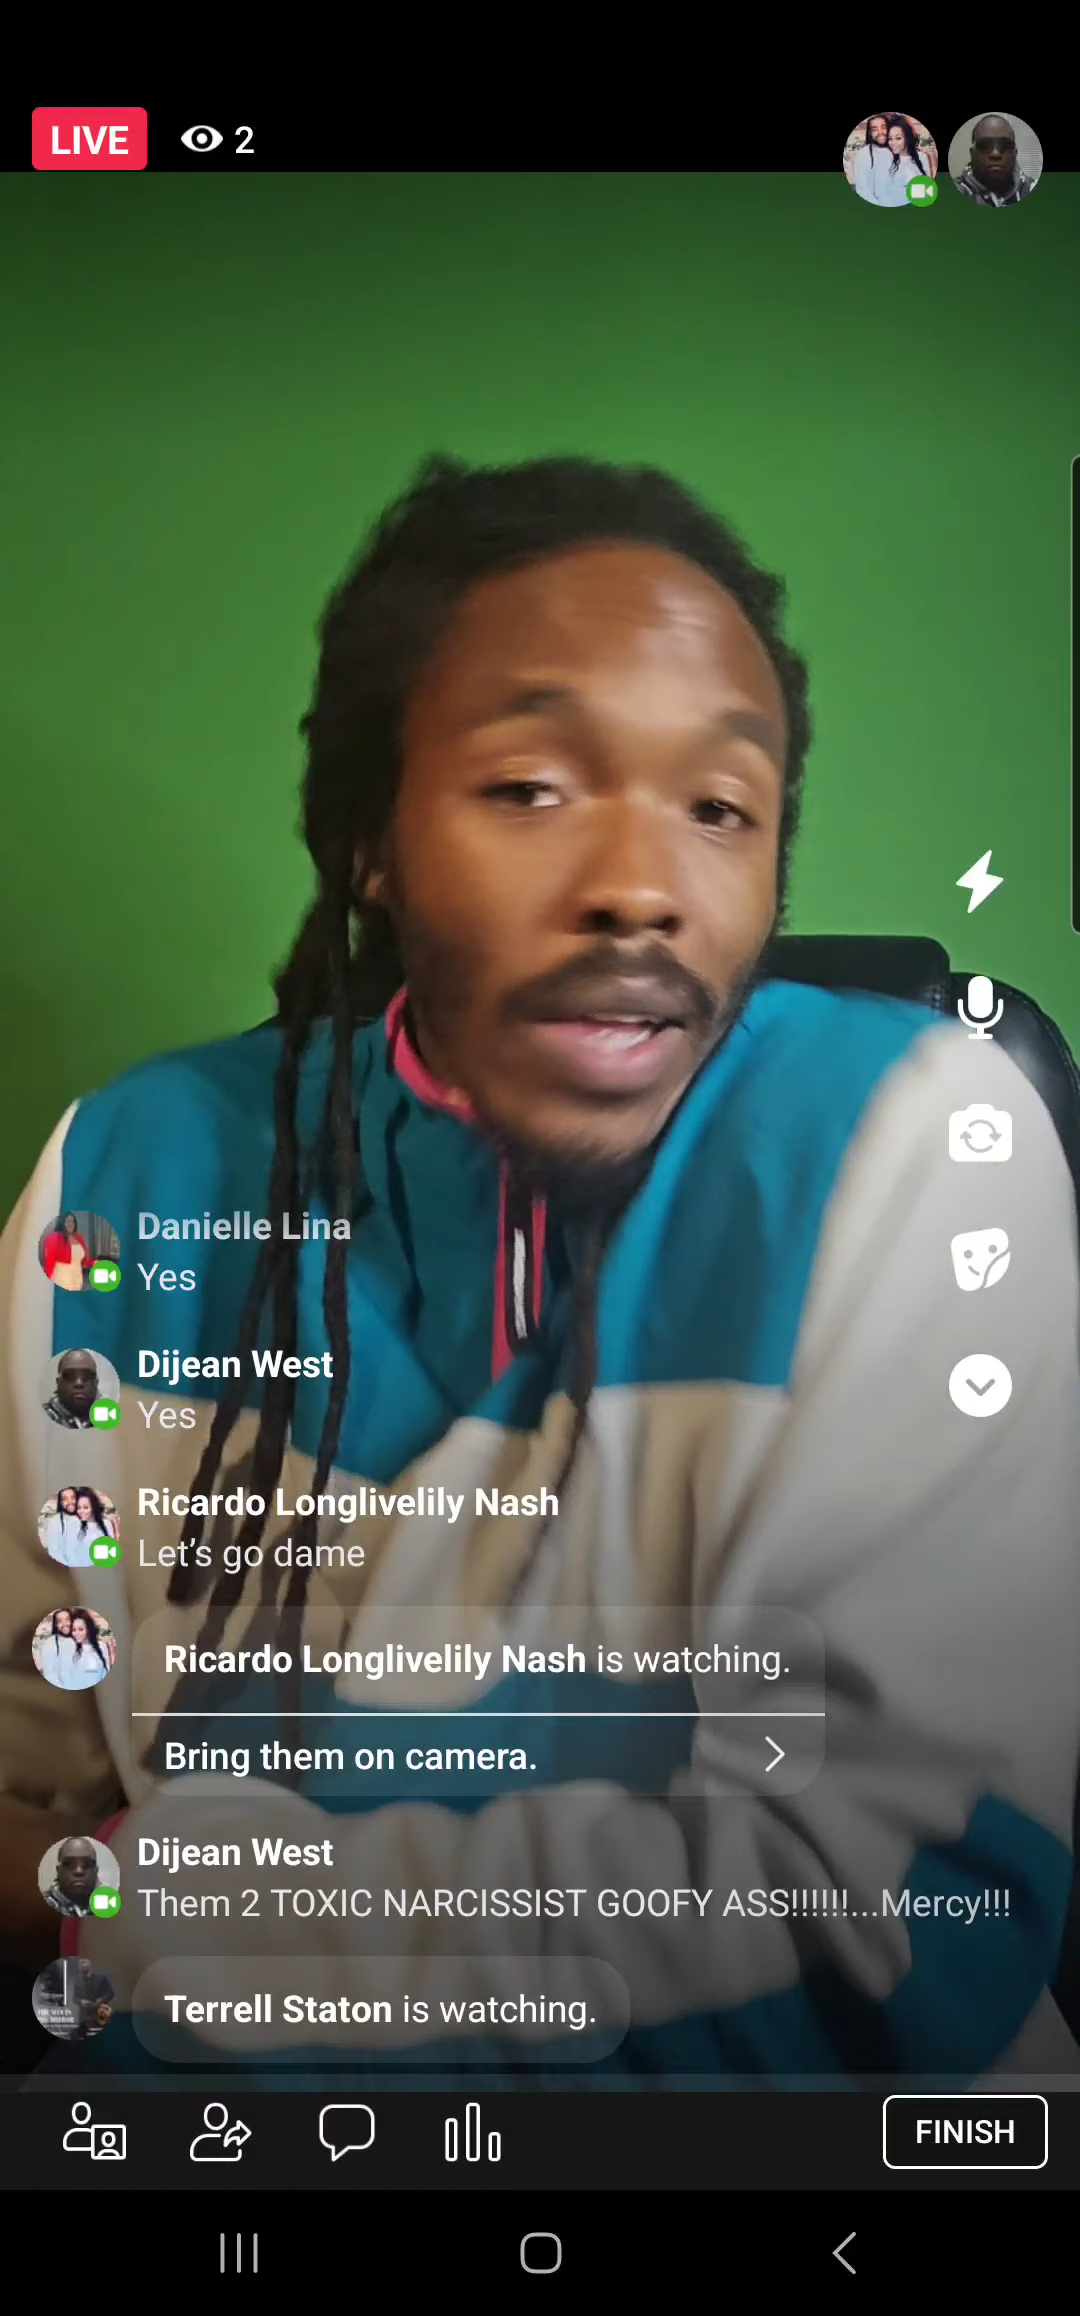 LIVE 2
Danielle Lina
Yes
Dijean West
Yes
Ricardo Longlivelily Nash
Let's go dame
Ricardo Longlivelily Nash is watching.
Bring them on camera.
Dijean West
Them 2 TOXIC NARCISSIST GOOFY ASS!!!!!!...Mercy!!!
Terrell Staton is watching.
FINISH